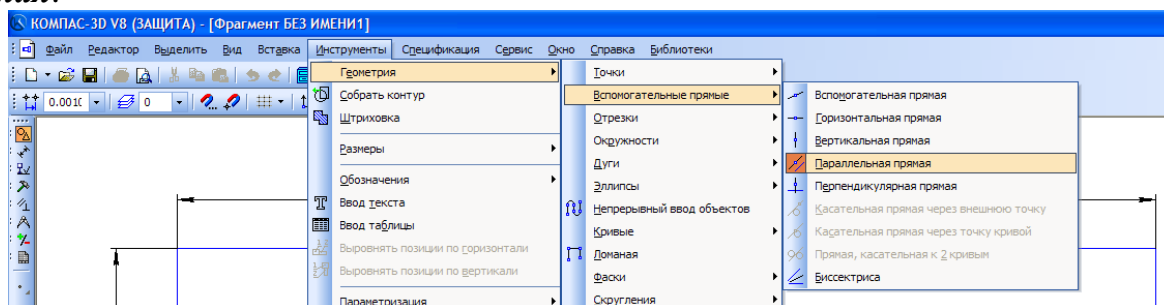 КОМПАС-3D V8 (ЗАЩИТА) - [Фрагмент БЕЗ ИМЕНИ1]
Файл Редактор Выделить Вид Вставка Инструменты Спецификация Сервис Окно Справка Библиотеки
Геометрия
Точки
Собрать контур
Вспомогательные прямые
Вспомогательная прямая
0.001 0
Штриховка
Отрезки
Горизонтальная прямая
Окружности
Вертикальная прямая
Размеры
Дуги
Параллельная прямая
Обозначения
Эллипсы
Перпендикулярная прямая
Ввод текста
Непрерывный ввод объектов
Касательная прямая через внешнюю точку
Ввод таблицы
Кривые
Касательная прямая через точку кривой
Выровнять позиции по горизонтали
Ломаная
Прямая, касательная к 2 кривым
Выровнять позиции по вертикали
Фаски
Биссектриса
Параметризация
Скругления